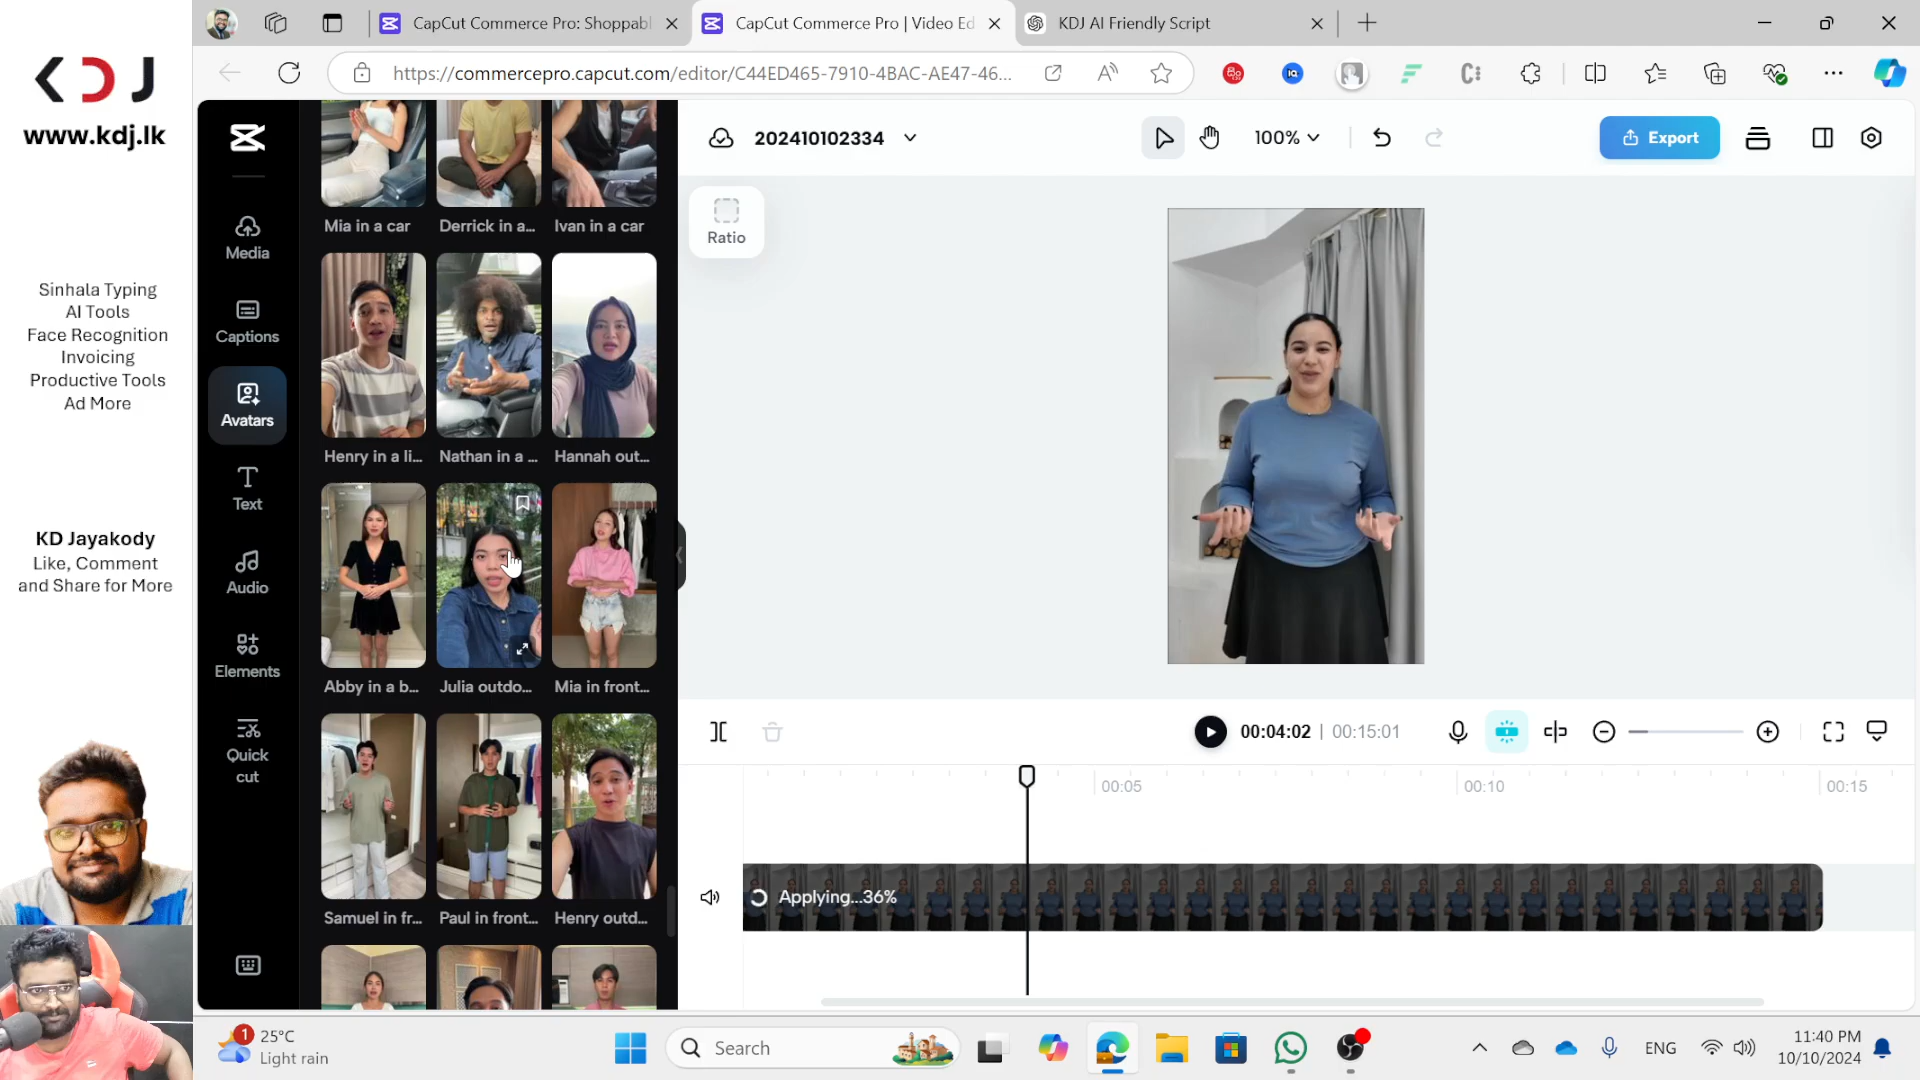 CapCut Commerce Pro: Shoppabl
CapCut Commerce Pro | Video Ed
KDJ AI Friendly Script
https://commercepro.capcut.com/editor/C44ED465-7910-4BAC-AE47-46...
KDJ
www.kdj.lk
Sinhala Typing
AI Tools
Face Recognition
Invoicing
Productive Tools
Ad More
KD Jayakody
Like, Comment
and Share for More
Media
Captions
Avatars
Text
Audio
Elements
Quick
cut
Mia in a car
Derrick in a...
Ivan in a car
Henry in a li...
Nathan in a ...
Hannah out...
Abby in a b...
Julia outdo...
Mia in front...
Samuel in fr...
Paul in front...
Henry outd...
202410102334
100%
Export
Ratio
00:04:02 | 00:15:01
00:05
00:10
00:15
Applying...36%
1
25°C
Light rain
Search
ENG
11:40 PM
10/10/2024